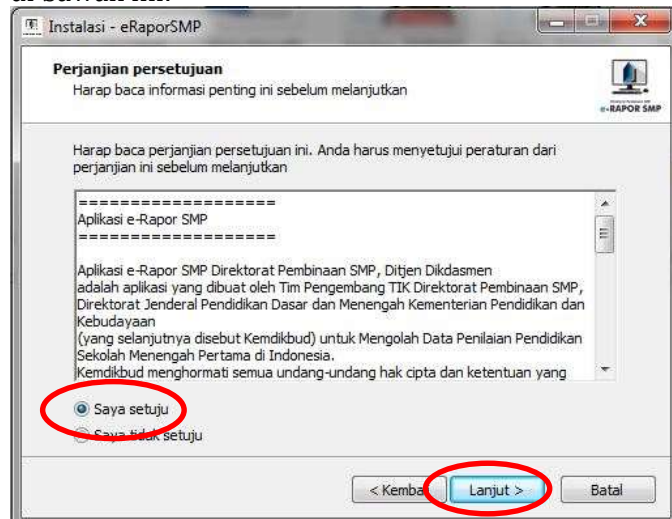 Instalasi - eRaporSMP
Perjanjian persetujuan
Harap baca informasi penting ini sebelum melanjutkan
e-RAPOR SMP
Harap baca perjanjian persetujuan ini. Anda harus menyetujui peraturan dari
perjanjian ini sebelum melanjutkan
===================
Aplikasi e-Rapor SMP
===================
Aplikasi e-Rapor SMP Direktorat Pembinaan SMP, Ditjen Dikdasmen
adalah aplikasi yang dibuat oleh Tim Pengembang TIK Direktorat Pembinaan SMP,
Direktorat Jenderal Pendidikan Dasar dan Menengah Kementerian Pendidikan dan
Kebudayaan
(yang selanjutnya disebut Kemdikbud) untuk Mengolah Data Penilaian Pendidikan
Sekolah Menengah Pertama di Indonesia.
Kemdikbud menghormati semua undang-undang hak cipta dan ketentuan yang
Saya setuju
Saya tidak setuju
< Kembali
Lanjut >
Batal